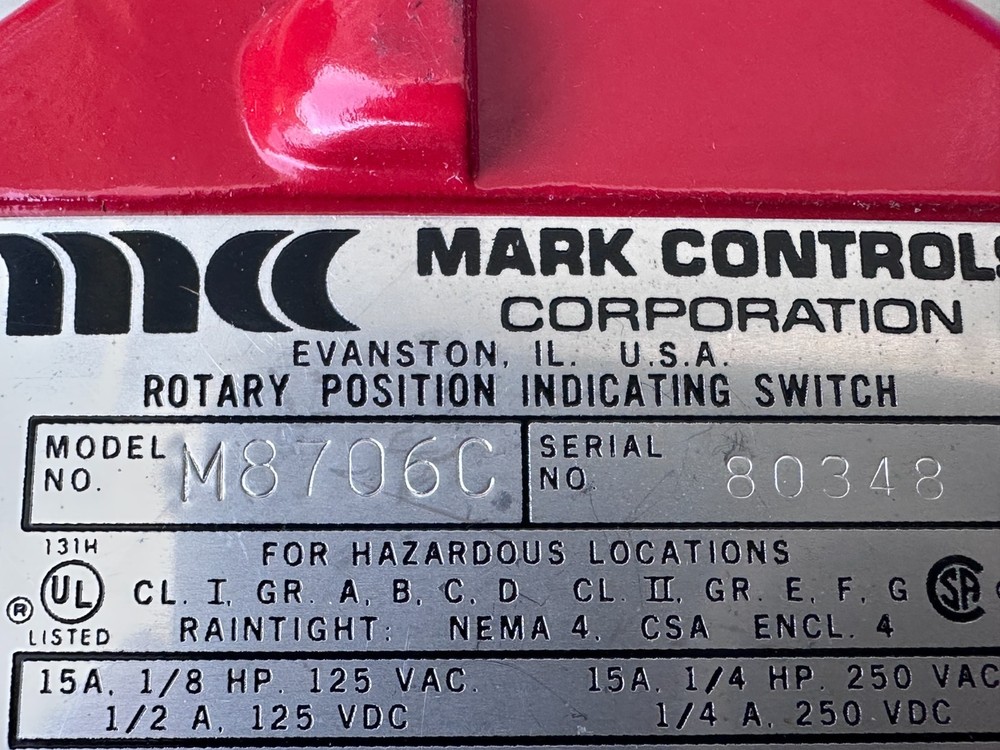 mcc MARK CONTROLS
CORPORATION
EVANSTON, IL. U.S.A.
ROTARY POSITION INDICATING SWITCH
MODEL NO. M8706C
SERIAL NO. 80348
131H
FOR HAZARDOUS LOCATIONS
® UL LISTED
CL. I, GR. A, B, C, D CL. II, GR. E, F, G
SA
RAINTIGHT: NEMA 4, CSA ENCL. 4
15A, 1/8 HP. 125 VAC. 15A, 1/4 HP. 250 VAC
1/2 A, 125 VDC 1/4 A, 250 VDC